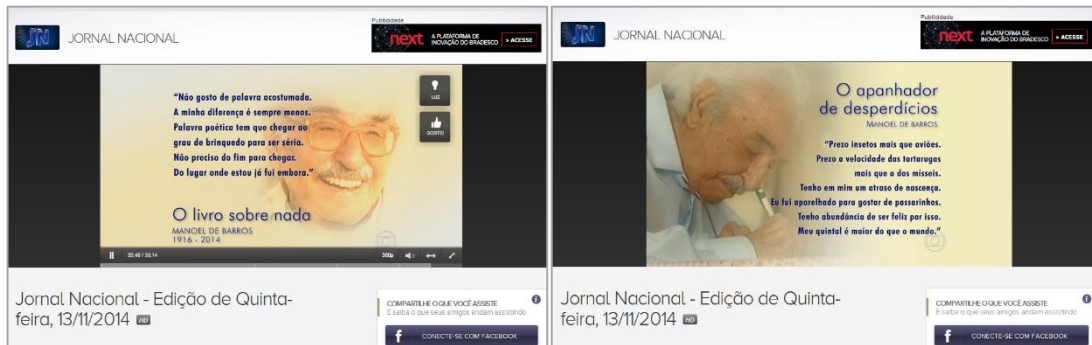 Publicidade
JN
JORNAL NACIONAL
next
A PLATAFORMA DE
INOVAÇÃO DO BRADESCO
> ACESSE
"Não gosto de palavra acostumada.
A minha diferença é sempre menos.
Palavra poética tem que chegar ao
grau de brinquedo para ser séria.
Não preciso do fim para chegar.
Do lugar onde estou já fui embora."
LUZ
GOSTEI
O livro sobre nada
MANOEL DE BARROS
1916 - 2014
Jornal Nacional - Edição de Quinta-
feira, 13/11/2014 HD
COMPARTILHE O QUE VOCÊ ASSISTE
E saiba o que seus amigos andam assistindo
CONECTE-SE COM FACEBOOK
Publicidade
JN
JORNAL NACIONAL
next
A PLATAFORMA DE
INOVAÇÃO DO BRADESCO
> ACESSE
O apanhador
de desperdícios
MANOEL DE BARROS
"Prezo insetos mais que aviões.
Prezo a velocidade das tartarugas
mais que a dos mísseis.
Tenho em mim um atraso de nascença.
Eu fui aparelhado para gostar de passarinhos.
Tenho abundância de ser feliz por isso.
Meu quintal é maior do que o mundo."
Jornal Nacional - Edição de Quinta-
feira, 13/11/2014 HD
COMPARTILHE O QUE VOCÊ ASSISTE
E saiba o que seus amigos andam assistindo
CONECTE-SE COM FACEBOOK